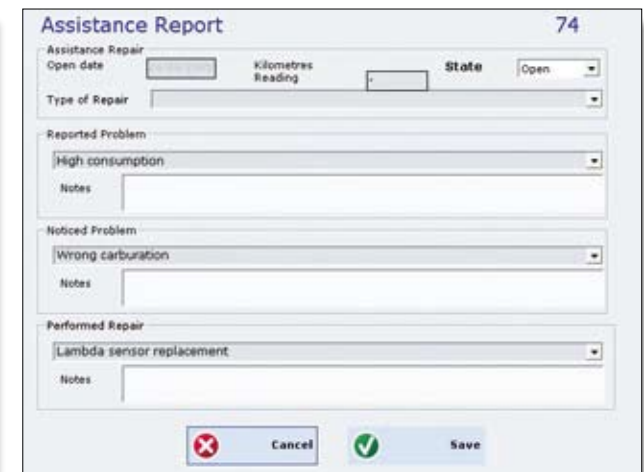 Assistance Report 74
Assistance Repair
Open date Kilometres Reading State Open
Type of Repair
Reported Problem
High consumption
Notes
Noticed Problem
Wrong carburation
Notes
Performed Repair
Lambda sensor replacement
Notes
Cancel Save